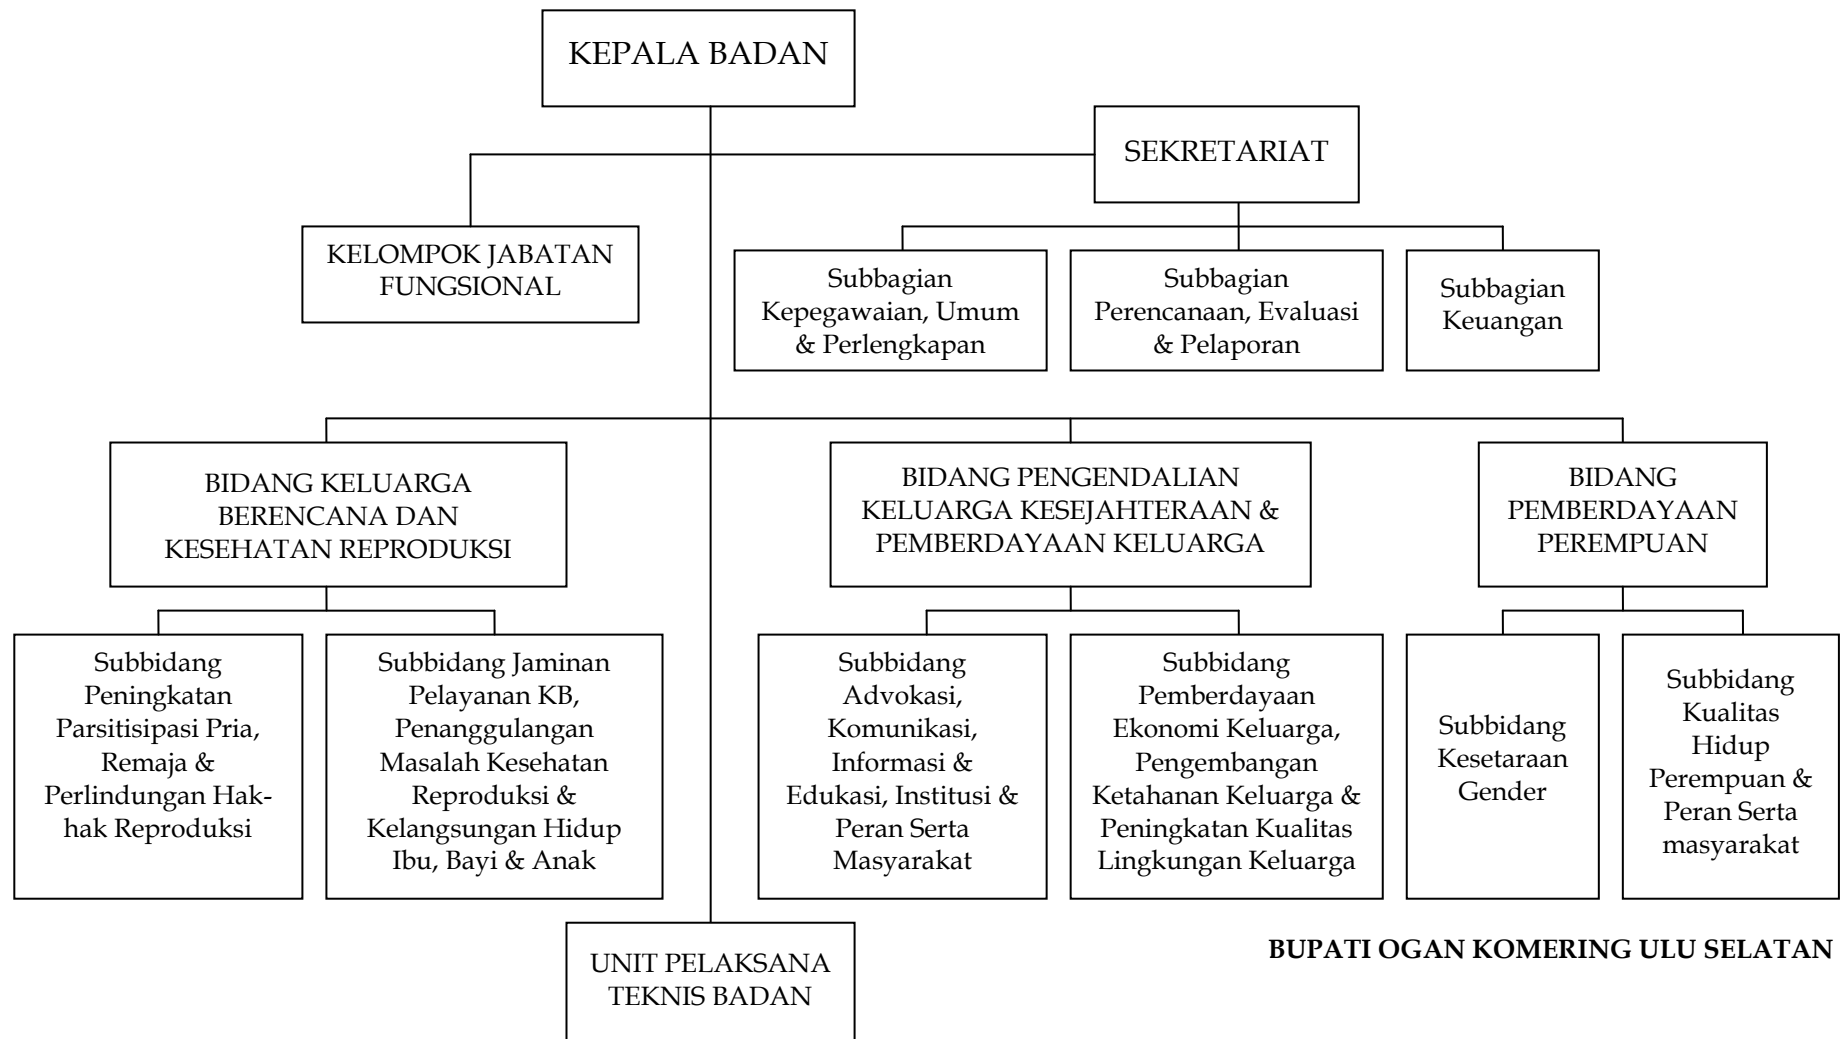 KEPALA BADAN
SEKRETARIAT
KELOMPOK JABATAN
FUNGSIONAL
Subbagian
Kepegawaian, Umum
& Perlengkapan
Subbagian
Perencanaan, Evaluasi
& Pelaporan
Subbagian
Keuangan
BIDANG KELUARGA
BERENCANA DAN
KESEHATAN REPRODUKSI
BIDANG PENGENDALIAN
KELUARGA KESEJAHTERAAN &
PEMBERDAYAAN KELUARGA
BIDANG
PEMBERDAYAAN
PEREMPUAN
Subbidang
Peningkatan
Parsitisipasi Pria,
Remaja &
Perlindungan Hak-
hak Reproduksi
Subbidang Jaminan
Pelayanan KB,
Penanggulangan
Masalah Kesehatan
Reproduksi &
Kelangsungan Hidup
Ibu, Bayi & Anak
Subbidang
Advokasi,
Komunikasi,
Informasi &
Edukasi, Institusi &
Peran Serta
Masyarakat
Subbidang
Pemberdayaan
Ekonomi Keluarga,
Pengembangan
Ketahanan Keluarga &
Peningkatan Kualitas
Lingkungan Keluarga
Subbidang
Kesetaraan
Gender
Subbidang
Kualitas
Hidup
Perempuan &
Peran Serta
masyarakat
UNIT PELAKSANA
TEKNIS BADAN
BUPATI OGAN KOMERING ULU SELATAN